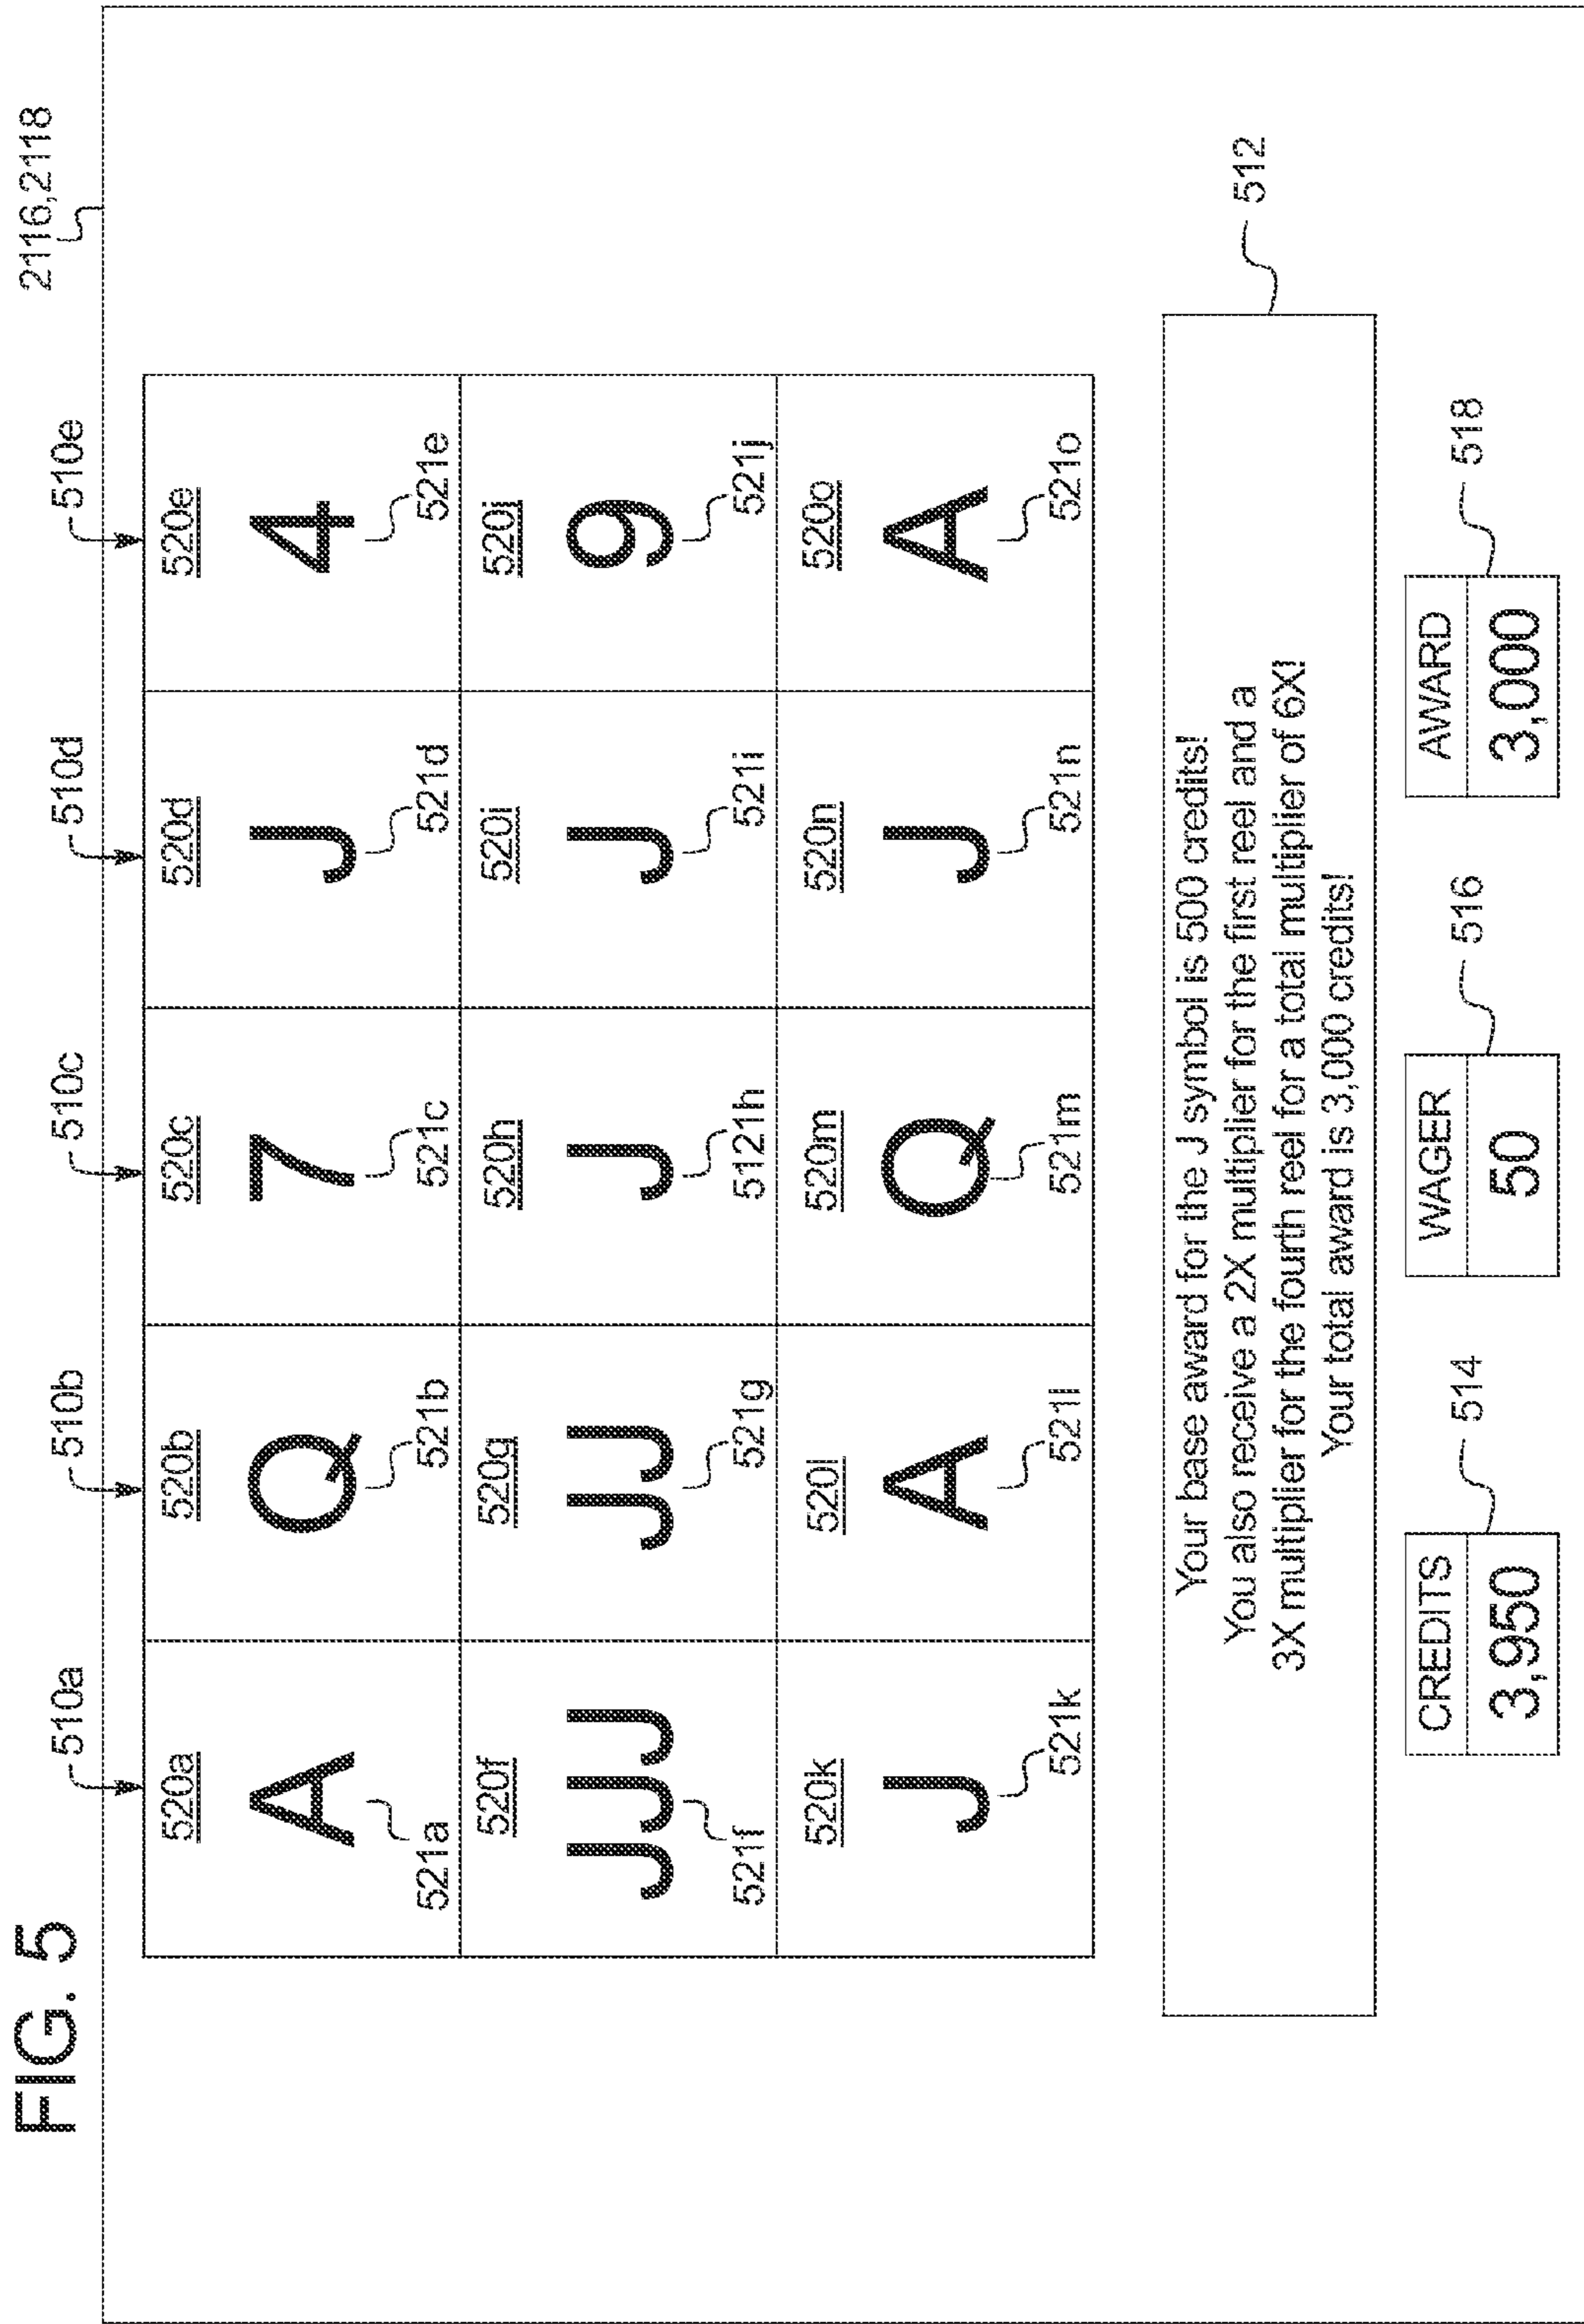 FIG. 5
2116,2118
510a 510b 510c 510d 510e
520a 520b 520c 520d 520e
A Q 7 J 4
521a 521b 521c 521d 521e
520f 520g 520h 520i 520j
JJJ JJ J J 9
521f 521g 5121h 521i 521j
520k 520l 520m 520n 520o
J A Q J A
521k 521l 521m 521n 521o
512
Your base award for the J symbol is 500 credits!
You also receive a 2X multiplier for the first reel and a
3X multiplier for the fourth reel for a total multiplier of 6X!
Your total award is 3,000 credits!
514 516 518
CREDITS WAGER AWARD
3,950 50 3,000